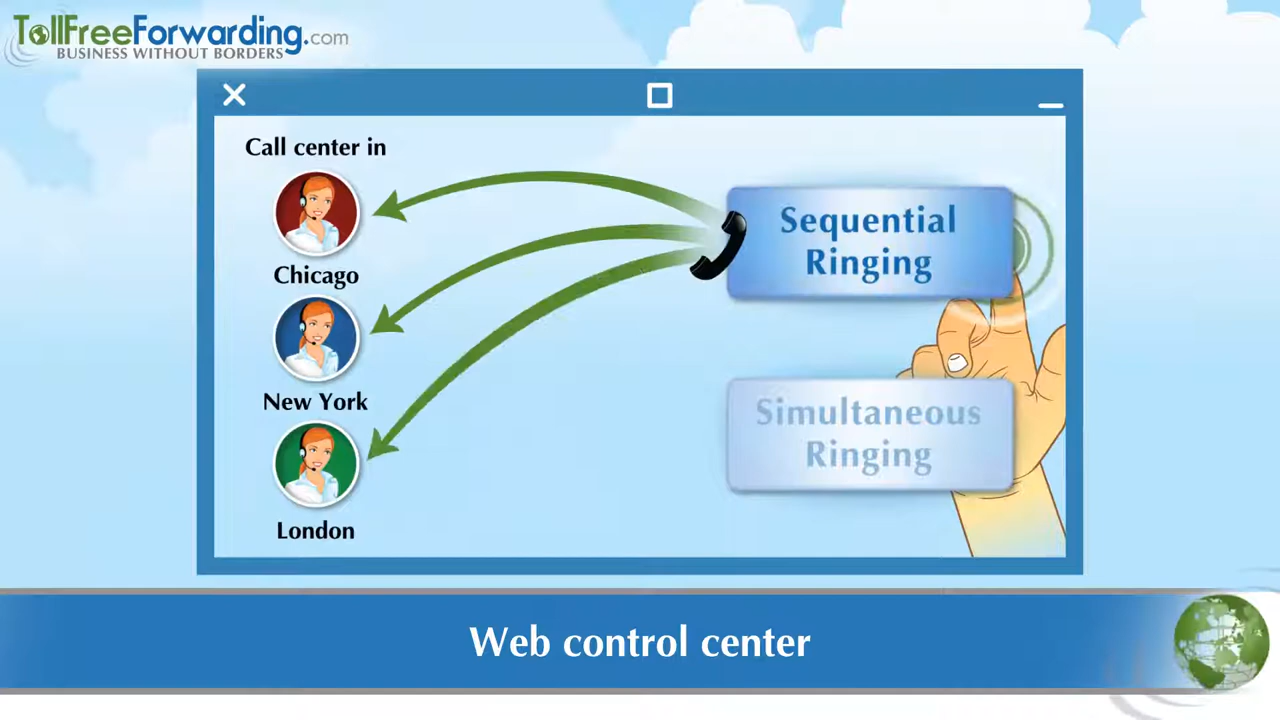 TollFreeForwarding.com
BUSINESS WITHOUT BORDERS
Call center in
Chicago
New York
London
Sequential
Ringing
Simultaneous
Ringing
Web control center